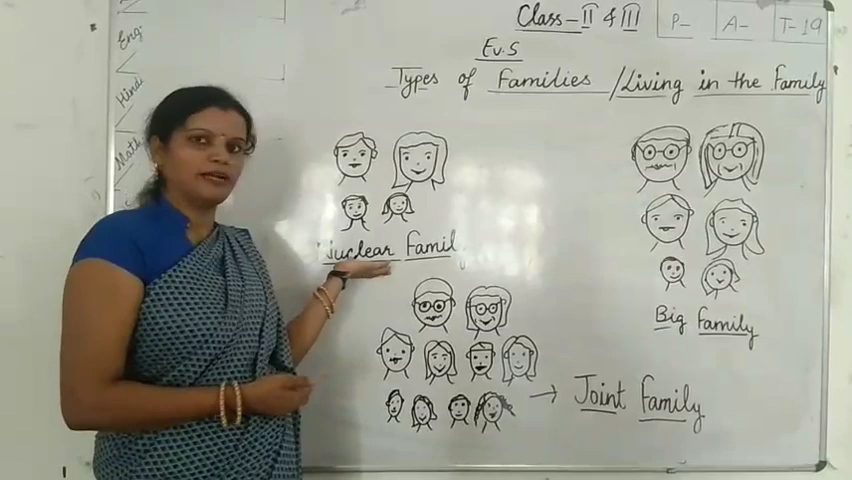 Eng
Hindi
Math
Class - II & III
P-
A-
T-19
Ev.S
Types of Families / Living in the Family
Nuclear Famil
Big Family
→ Joint Family